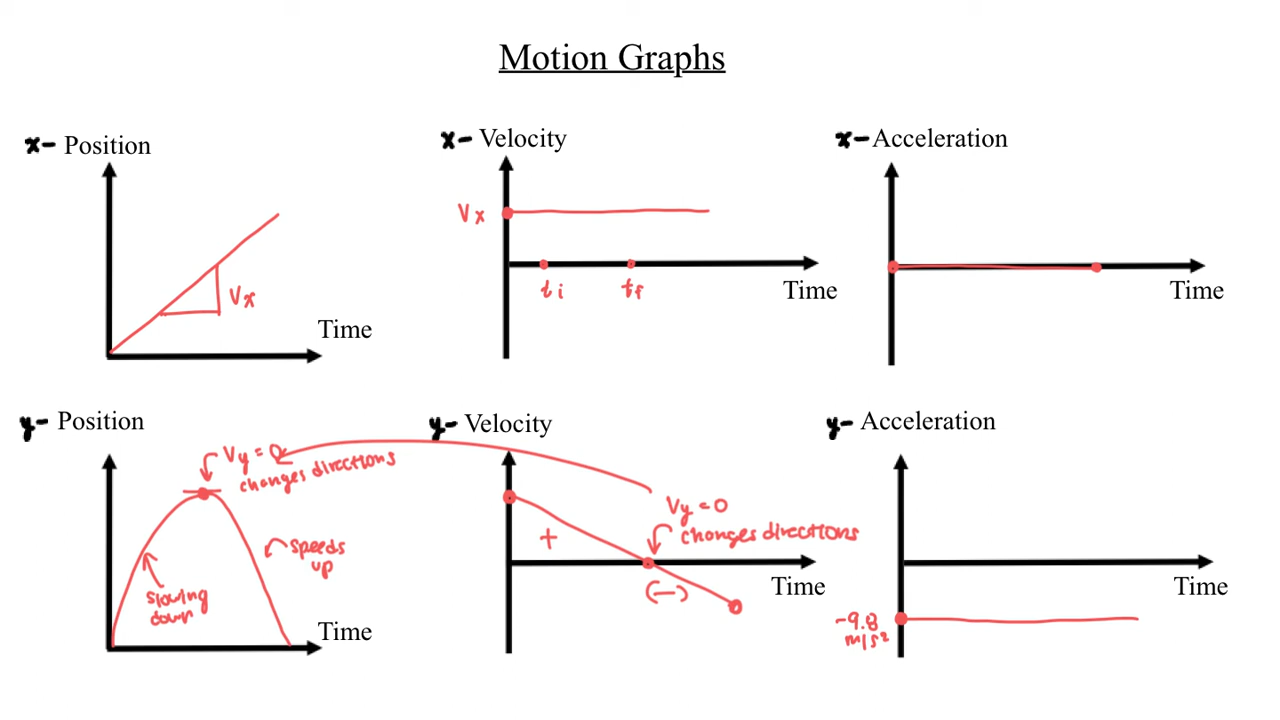 Motion Graphs
x- Position
x- Velocity
x- Acceleration
Vx
Vx
ti
tf
Time
Time
Time
y- Position
y- Velocity
y- Acceleration
Vy = 0
changes directions
Vy = 0
changes directions
+
speeds
up
slowing
down
(-)
Time
Time
Time
-9.8
m/s²